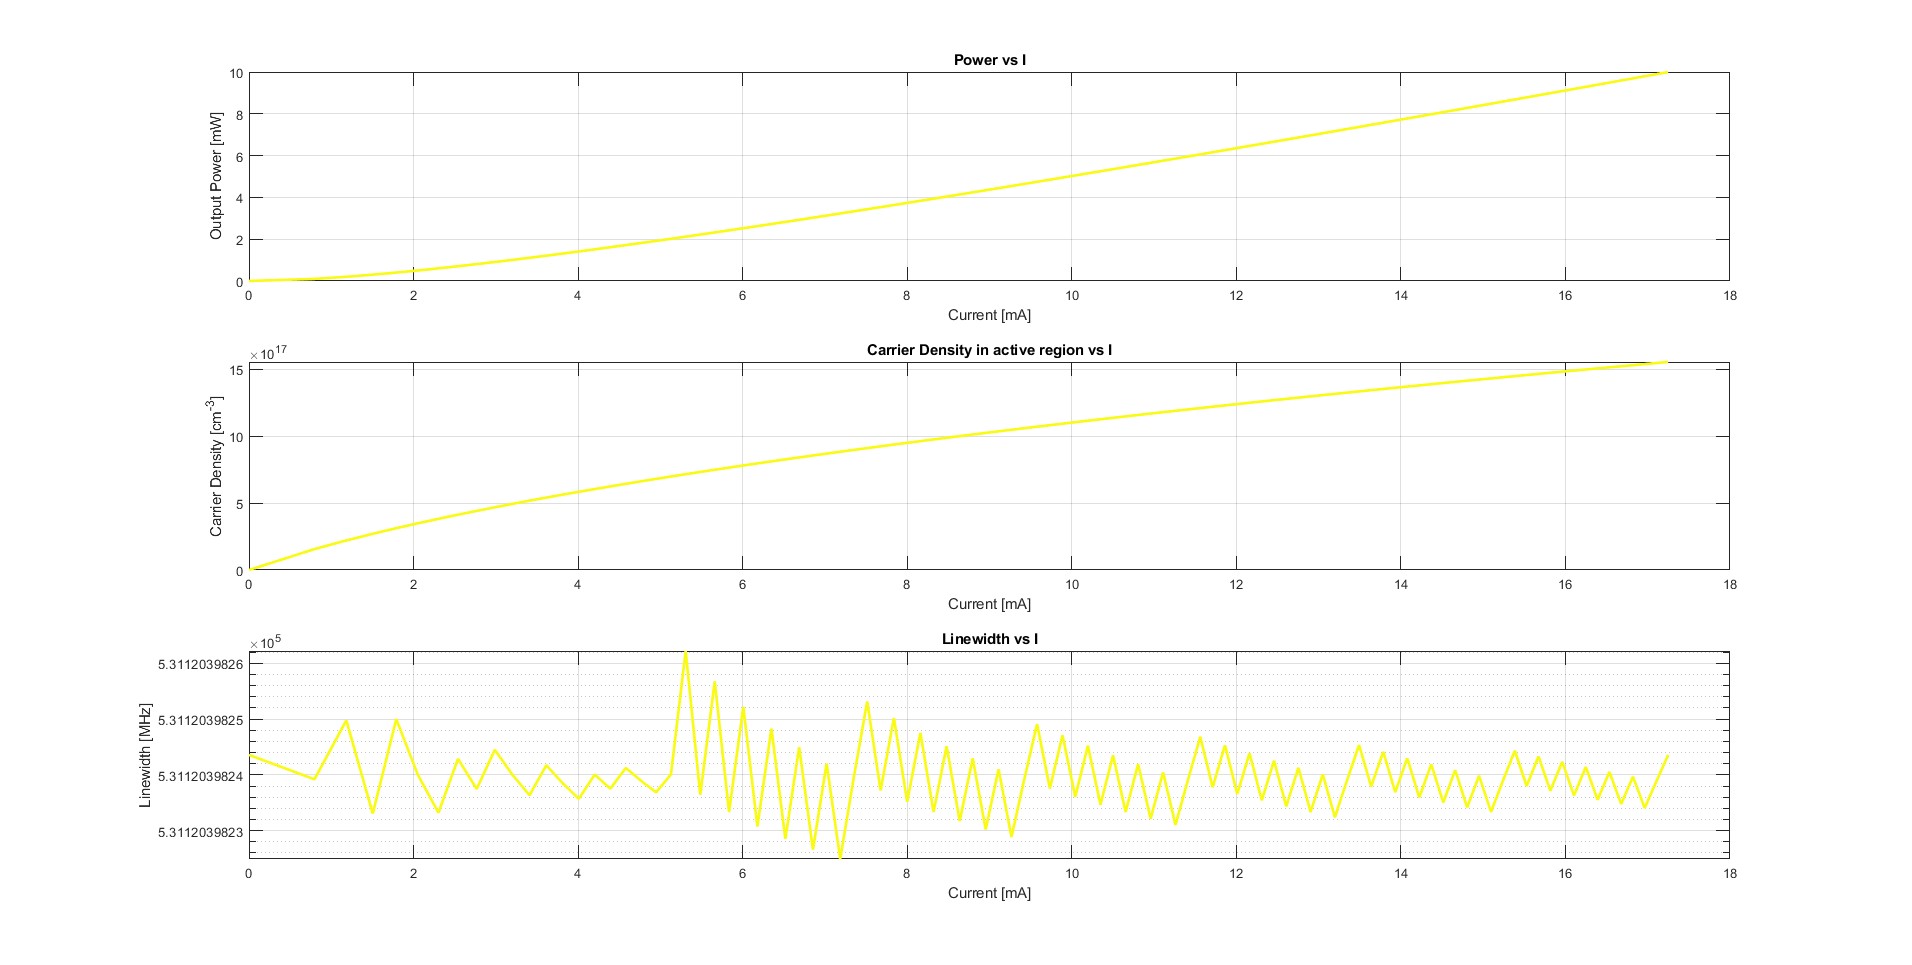 Power vs I
Output Power [mW]
10
8
6
4
2
0
0 2 4 6 8 10 12 14 16 18
Current [mA]
Carrier Density in active region vs I
×10^17
Carrier Density [cm^-3]
15
10
5
0
0 2 4 6 8 10 12 14 16 18
Current [mA]
Linewidth vs I
×10^5
Linewidth [MHz]
5.3112039826
5.3112039825
5.3112039824
5.3112039823
0 2 4 6 8 10 12 14 16 18
Current [mA]